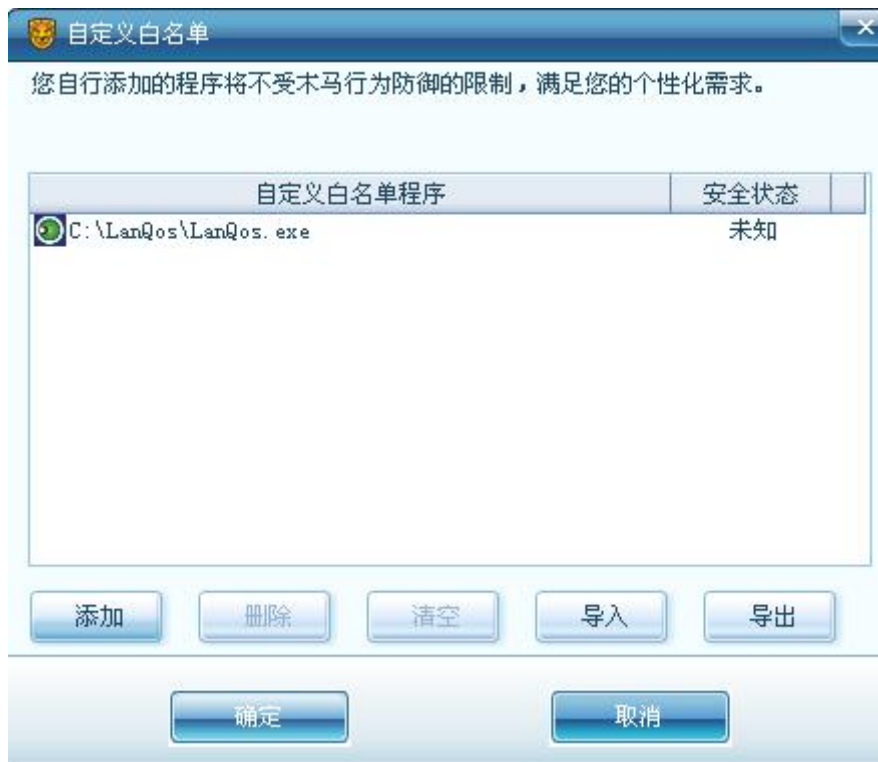 自定义白名单
您自行添加的程序将不受木马行为防御的限制，满足您的个性化需求。
自定义白名单程序 安全状态
C:\LanQos\LanQos.exe 未知
添加 删除 清空 导入 导出
确定 取消